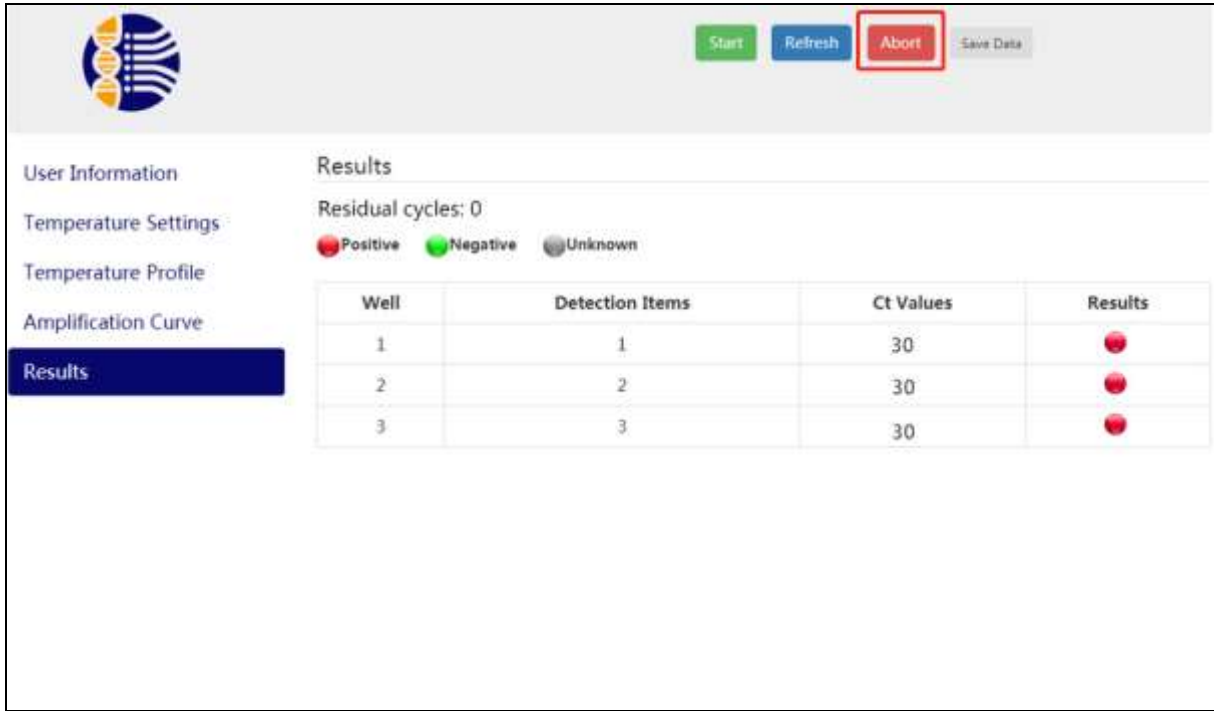 Start Refresh Abort Save Data
User Information
Temperature Settings
Temperature Profile
Amplification Curve
Results
Results
Residual cycles: 0
Positive Negative Unknown
Well Detection Items Ct Values Results
1 1 30
2 2 30
3 3 30